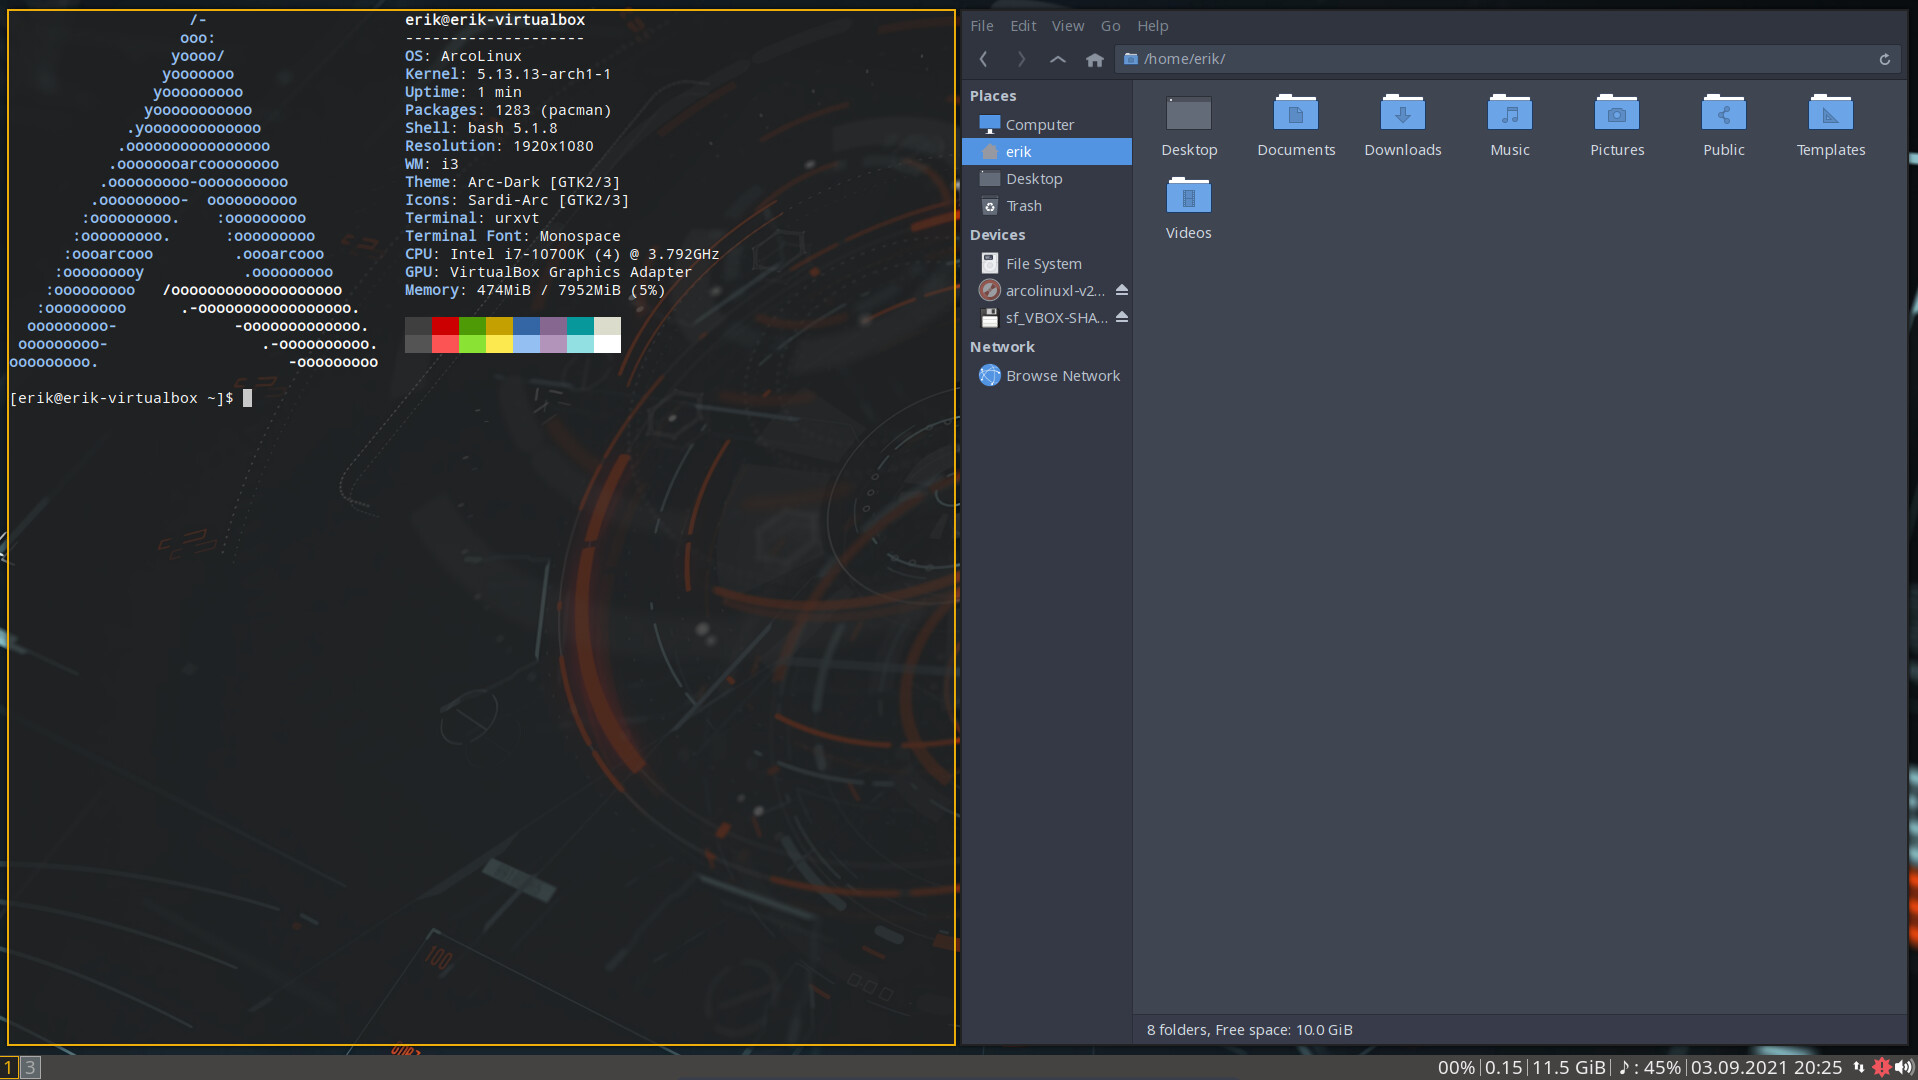 /-
ooo:
yoooo/
yooooooo
yooooooooo
yooooooooooo
.yooooooooooooo
.oooooooooooooooo
.oooooooarcoooooooo
.ooooooooo-oooooooooo
.ooooooooo-  oooooooooo
:ooooooooo.    :ooooooooo
:ooooooooo.      :ooooooooo
:oooarcooo         .oooarcooo
:ooooooooy           .ooooooooo
:ooooooooo   /ooooooooooooooooooo
:ooooooooo      .-ooooooooooooooooo.
ooooooooo-             -ooooooooooooo.
ooooooooo-                 .-oooooooooo.
ooooooooo.                     -ooooooooo
erik@erik-virtualbox
--------------------
OS: ArcoLinux
Kernel: 5.13.13-arch1-1
Uptime: 1 min
Packages: 1283 (pacman)
Shell: bash 5.1.8
Resolution: 1920x1080
WM: i3
Theme: Arc-Dark [GTK2/3]
Icons: Sardi-Arc [GTK2/3]
Terminal: urxvt
Terminal Font: Monospace
CPU: Intel i7-10700K (4) @ 3.792GHz
GPU: VirtualBox Graphics Adapter
Memory: 474MiB / 7952MiB (5%)
[erik@erik-virtualbox ~]$
100
File Edit View Go Help
/home/erik/
Places
Computer
erik
Desktop
Trash
Devices
File System
arcolinuxl-v2...
sf_VBOX-SHA...
Network
Browse Network
Desktop Documents Downloads Music Pictures Public Templates
Videos
8 folders, Free space: 10.0 GiB
1 3
00%|0.15|11.5 GiB|♪: 45%|03.09.2021 20:25